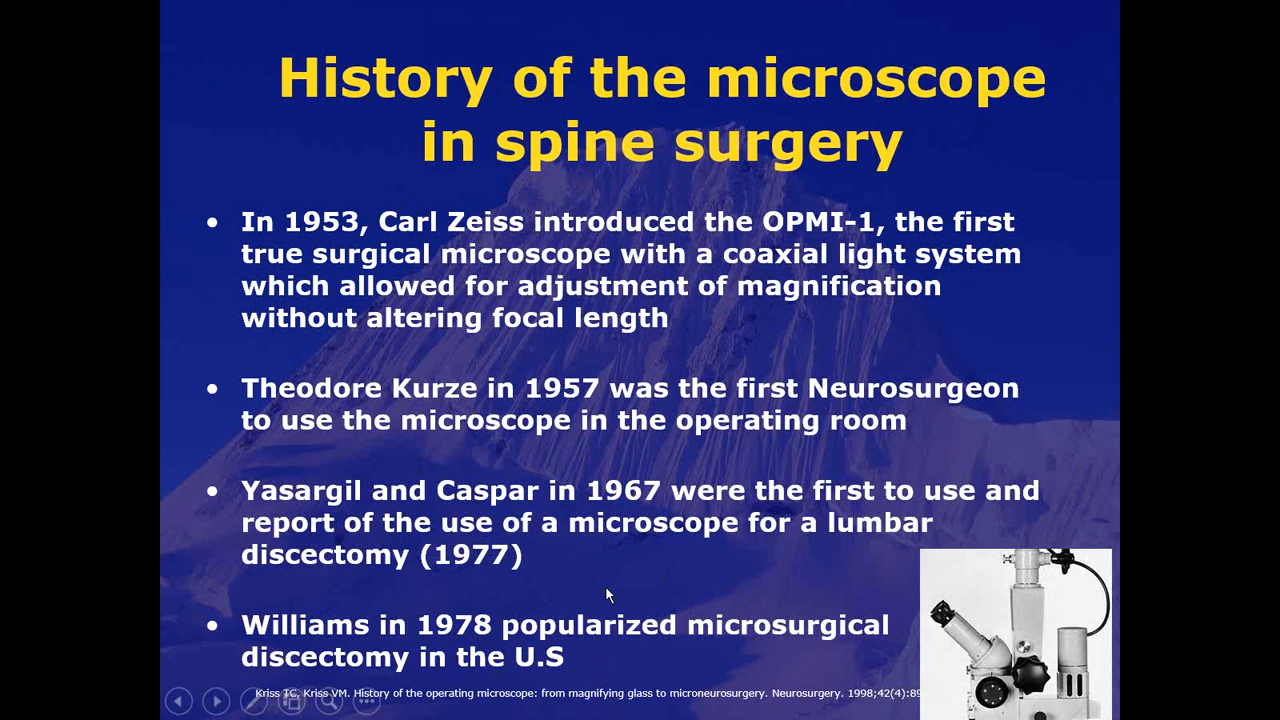 History of the microscope
in spine surgery
• In 1953, Carl Zeiss introduced the OPMI-1, the first
true surgical microscope with a coaxial light system
which allowed for adjustment of magnification
without altering focal length
• Theodore Kurze in 1957 was the first Neurosurgeon
to use the microscope in the operating room
• Yasargil and Caspar in 1967 were the first to use and
report of the use of a microscope for a lumbar
discectomy (1977)
• Williams in 1978 popularized microsurgical
discectomy in the U.S
Kriss TC, Kriss VM. History of the operating microscope: from magnifying glass to microneurosurgery. Neurosurgery. 1998;42(4):89